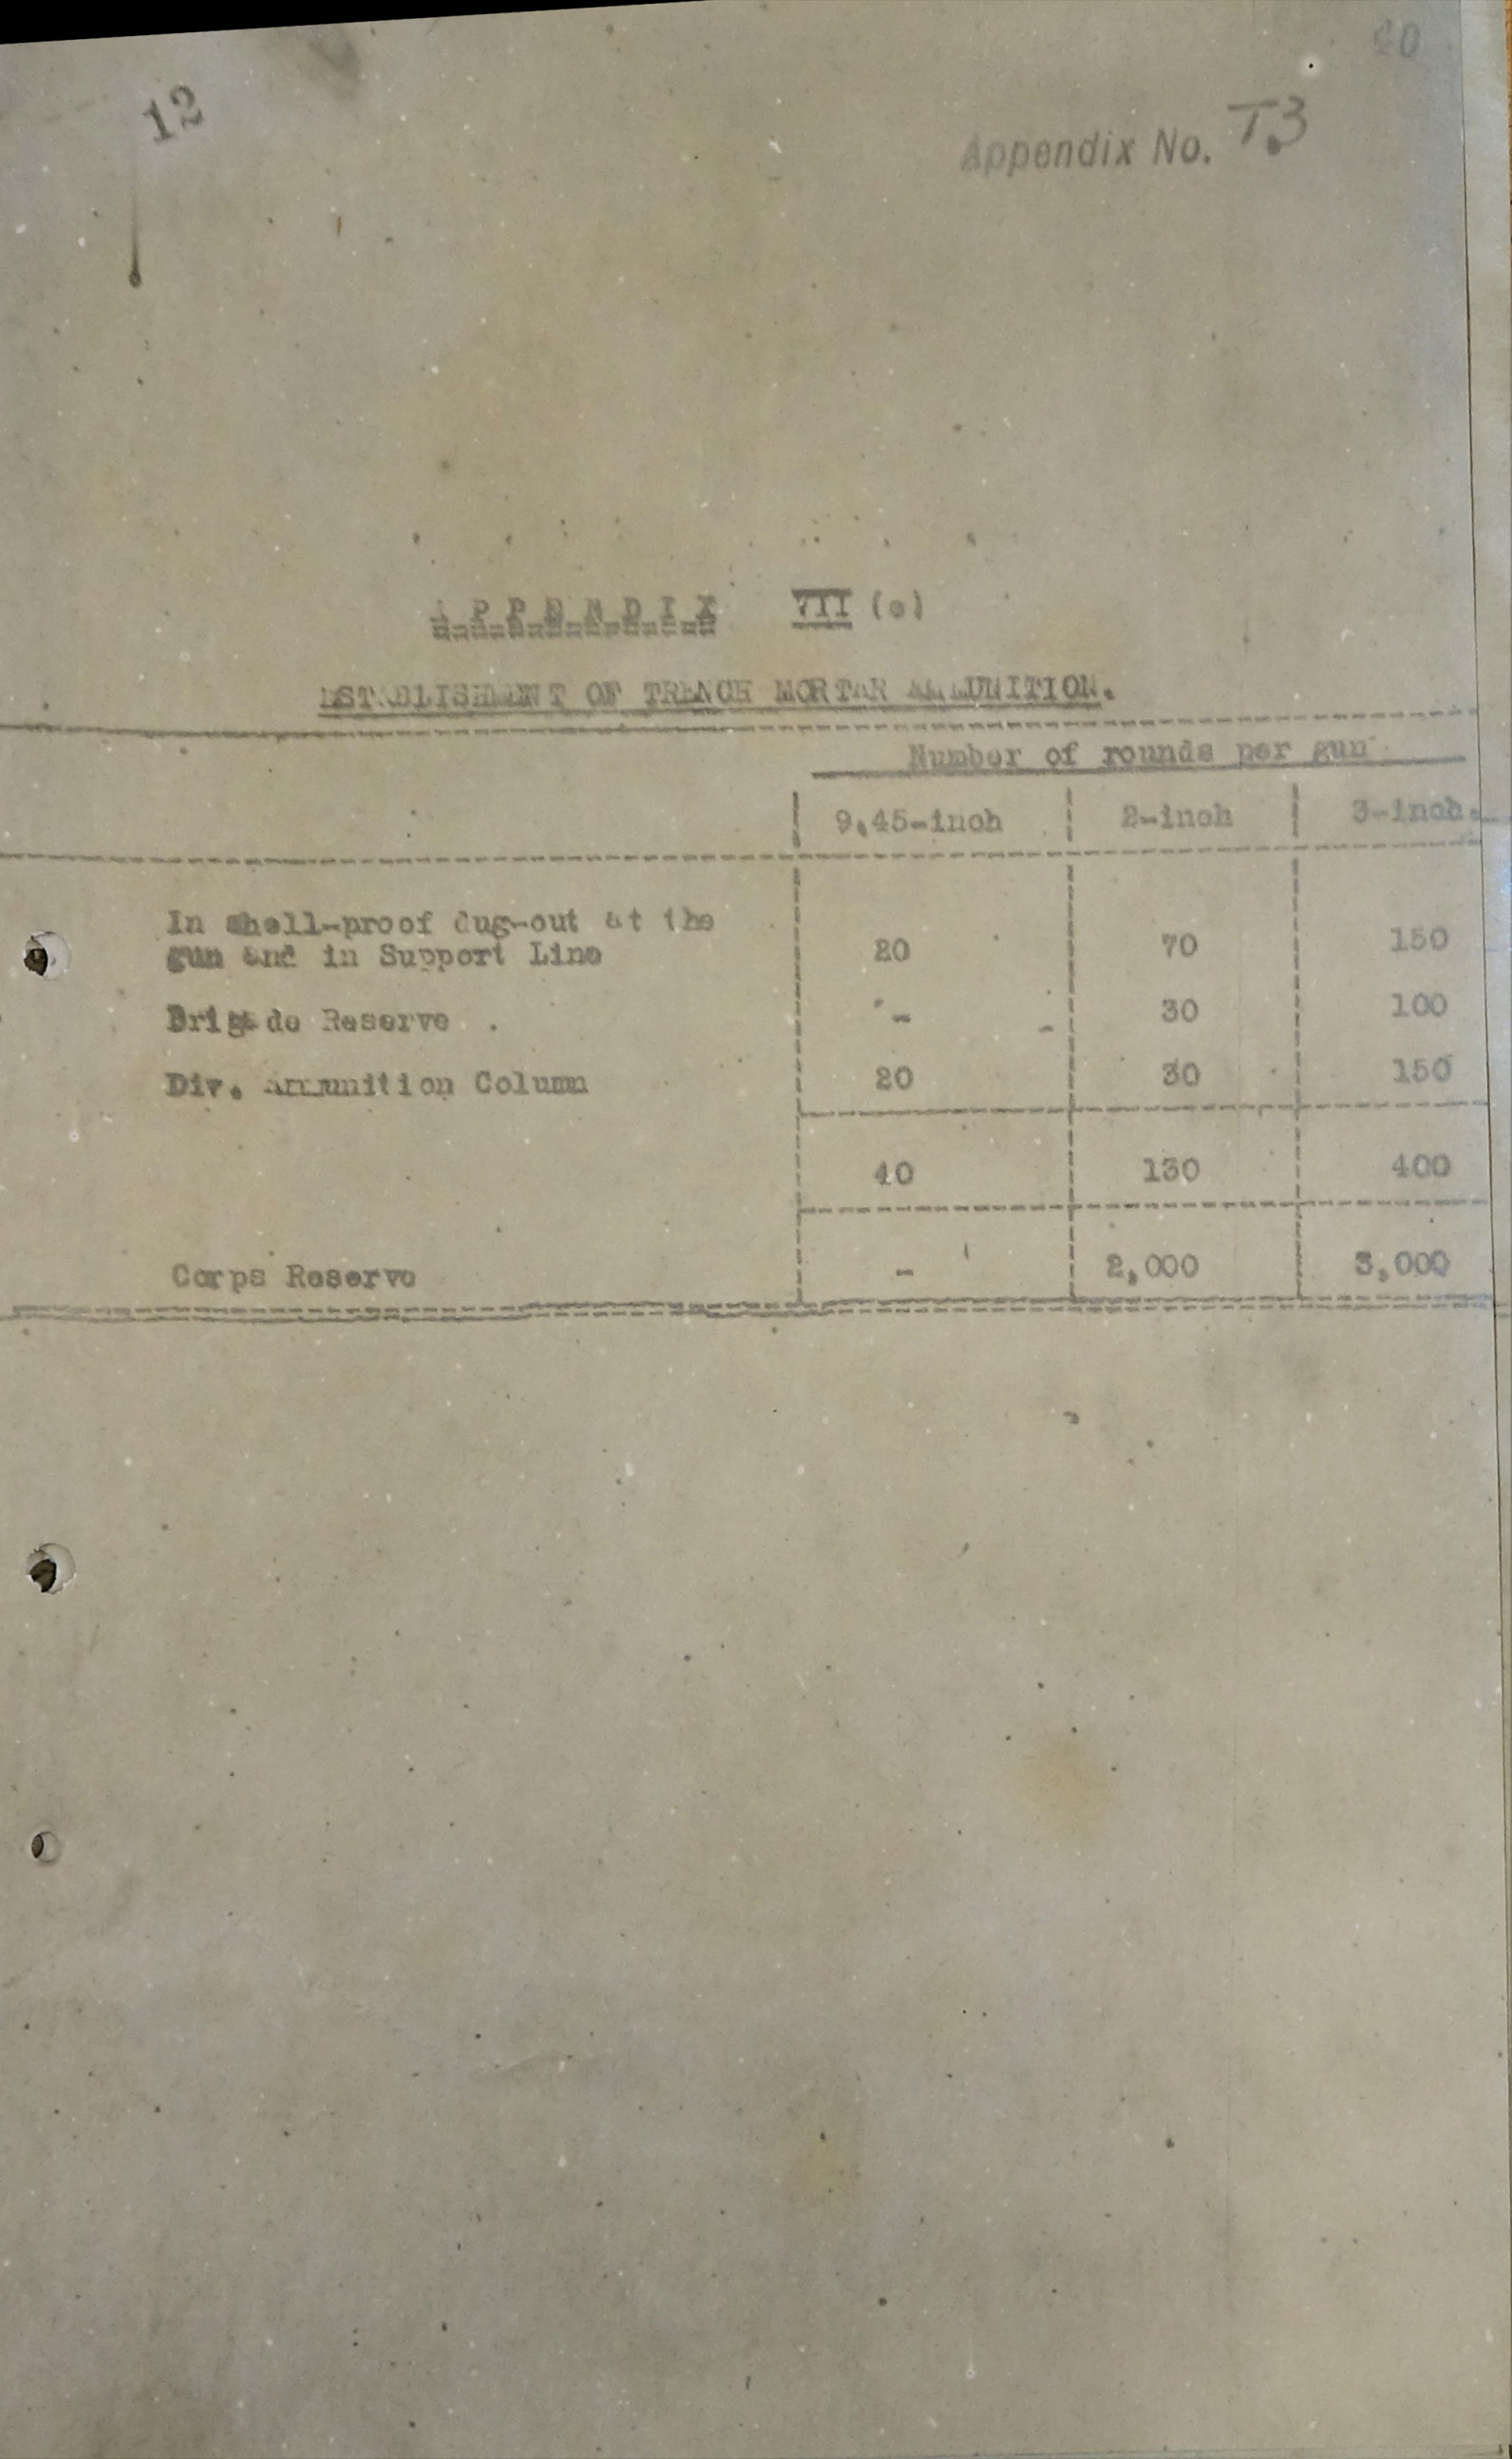 40
12
Appendix No. T.3
APPENDIX VII (c)
ESTABLISHMENT OF TRENCH MORTAR AMMUNITION.
Number of rounds per gun
9.45-inch 2-inch 3-inch.
In shell-proof dug-out at the
gun and in Support Line 20 70 150
Brigade Reserve - 30 100
Div. Ammunition Column 20 30 150
40 130 400
Corps Reserve - 2,000 3,000